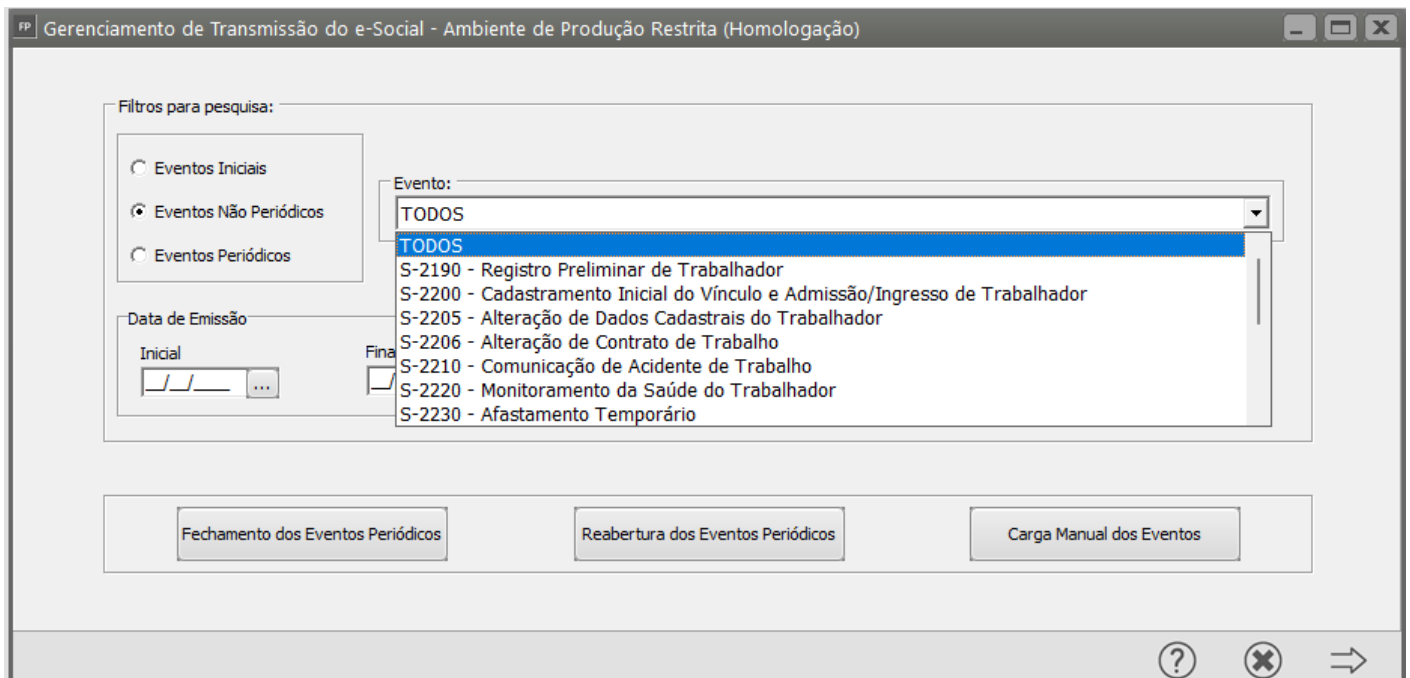 FP Gerenciamento de Transmissão do e-Social - Ambiente de Produção Restrita (Homologação)
Filtros para pesquisa:
Eventos Iniciais
Eventos Não Periódicos
Eventos Periódicos
Evento:
TODOS
TODOS
S-2190 - Registro Preliminar de Trabalhador
S-2200 - Cadastramento Inicial do Vínculo e Admissão/Ingresso de Trabalhador
S-2205 - Alteração de Dados Cadastrais do Trabalhador
S-2206 - Alteração de Contrato de Trabalho
S-2210 - Comunicação de Acidente de Trabalho
S-2220 - Monitoramento da Saúde do Trabalhador
S-2230 - Afastamento Temporário
Data de Emissão
Inicial Fina
__/__/____ ... __/
Fechamento dos Eventos Periódicos Reabertura dos Eventos Periódicos Carga Manual dos Eventos
?